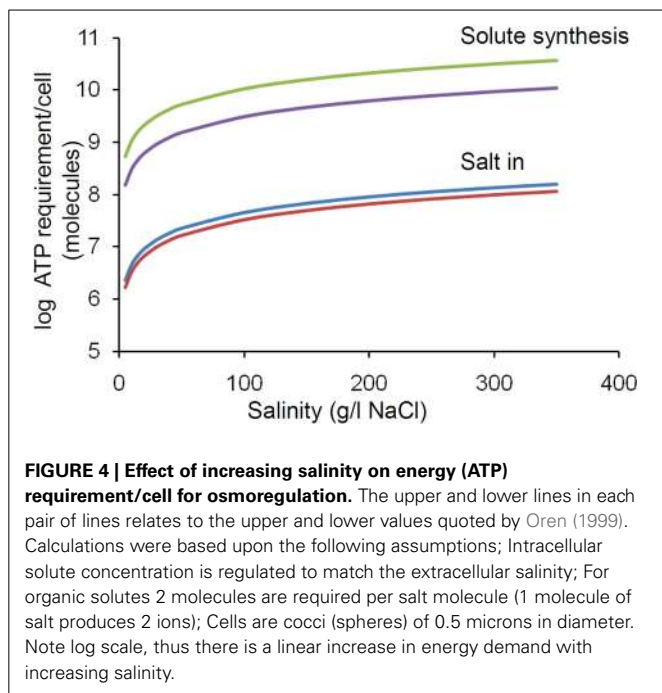 11
10
9
8
7
6
5
log ATP requirement/cell
(molecules)
Solute synthesis
Salt in
0
100
200
300
400
Salinity (g/l NaCl)
FIGURE 4 | Effect of increasing salinity on energy (ATP)
requirement/cell for osmoregulation. The upper and lower lines in each
pair of lines relates to the upper and lower values quoted by Oren (1999).
Calculations were based upon the following assumptions; Intracellular
solute concentration is regulated to match the extracellular salinity; For
organic solutes 2 molecules are required per salt molecule (1 molecule of
salt produces 2 ions); Cells are cocci (spheres) of 0.5 microns in diameter.
Note log scale, thus there is a linear increase in energy demand with
increasing salinity.